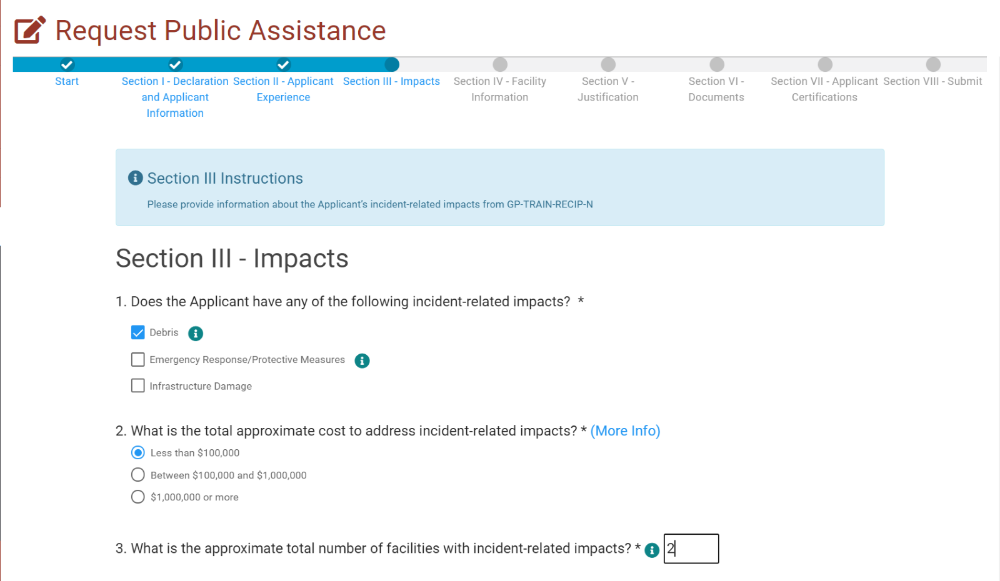 Request Public Assistance
Start
Section I - Declaration and Applicant Information
Section II - Applicant Experience
Section III - Impacts
Section IV - Facility Information
Section V - Justification
Section VI - Documents
Section VII - Applicant Certifications
Section VIII - Submit
Section III Instructions
Please provide information about the Applicant's incident-related impacts from GP-TRAIN-RECIP-N
Section III - Impacts
1. Does the Applicant have any of the following incident-related impacts? *
Debris
Emergency Response/Protective Measures
Infrastructure Damage
2. What is the total approximate cost to address incident-related impacts? * (More Info)
Less than $100,000
Between $100,000 and $1,000,000
$1,000,000 or more
3. What is the approximate total number of facilities with incident-related impacts? * 2